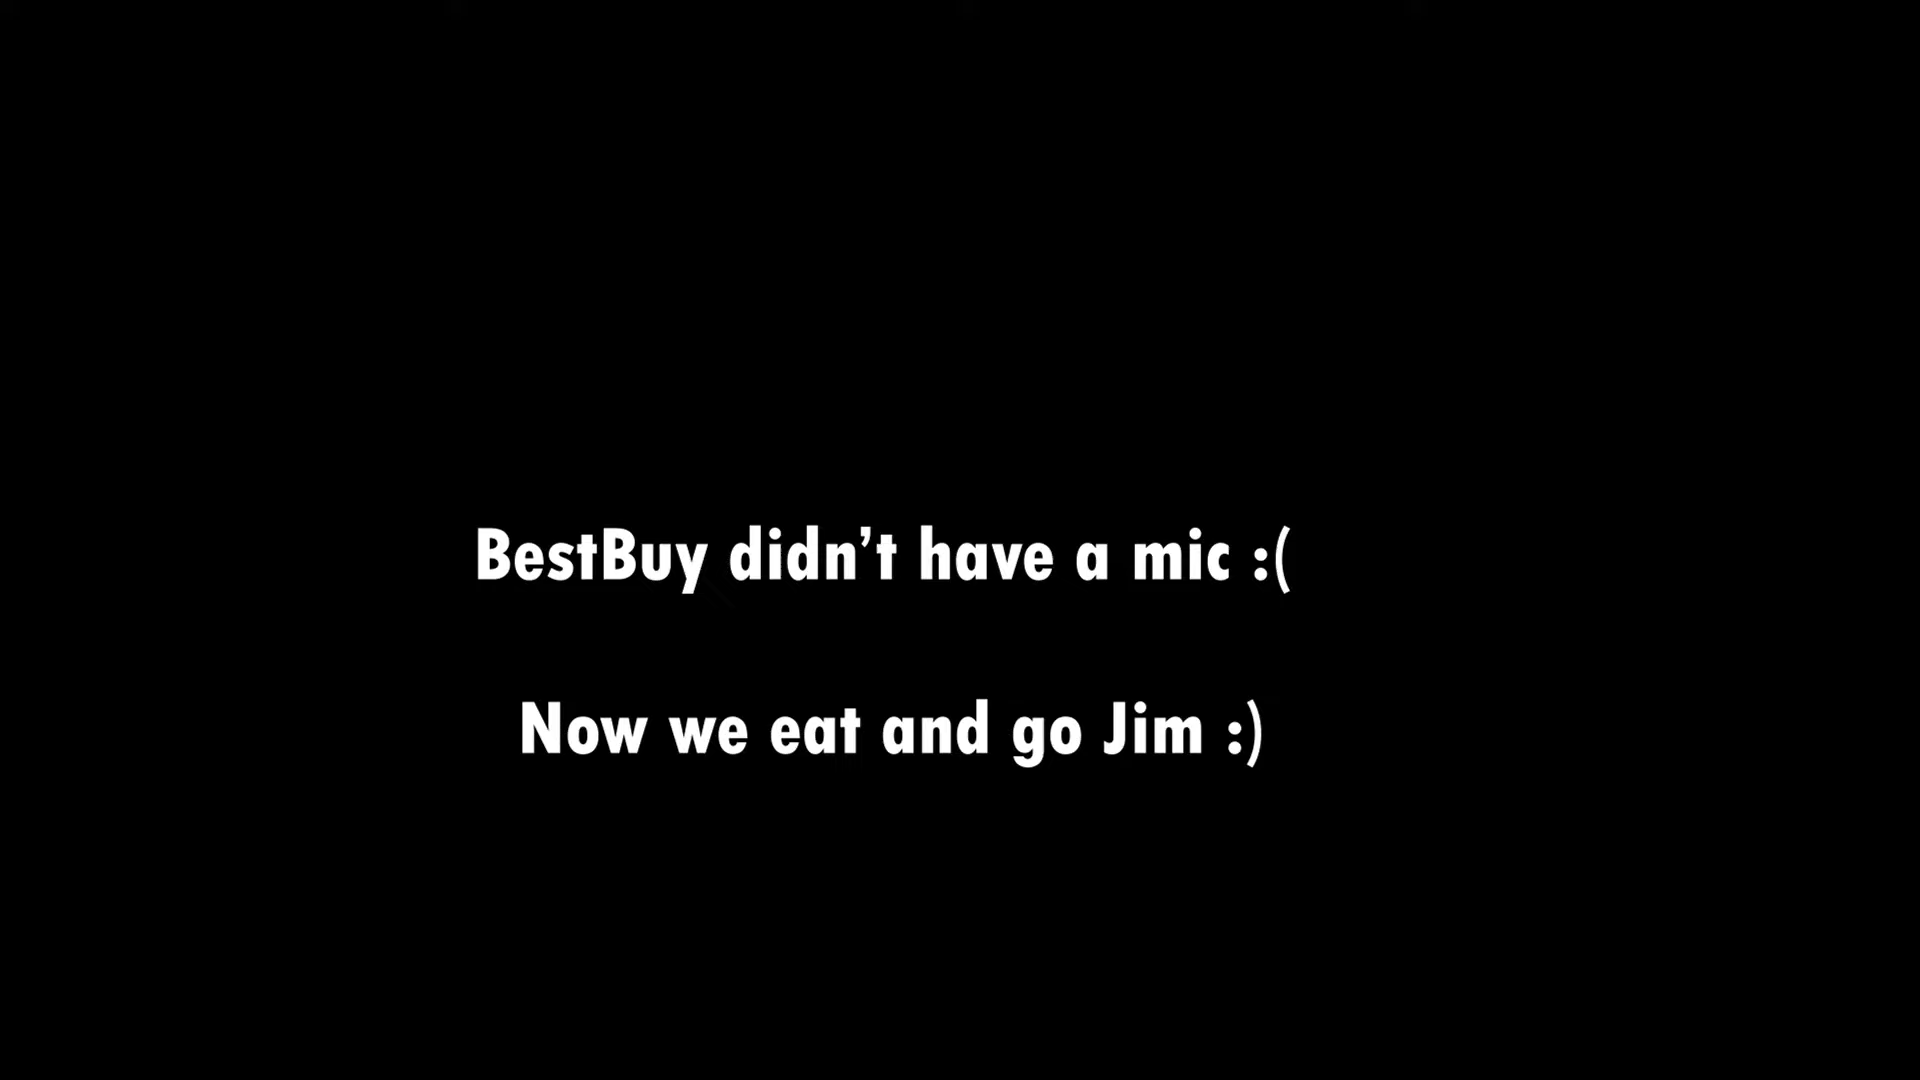 BestBuy didn’t have a mic :(
Now we eat and go Jim :)